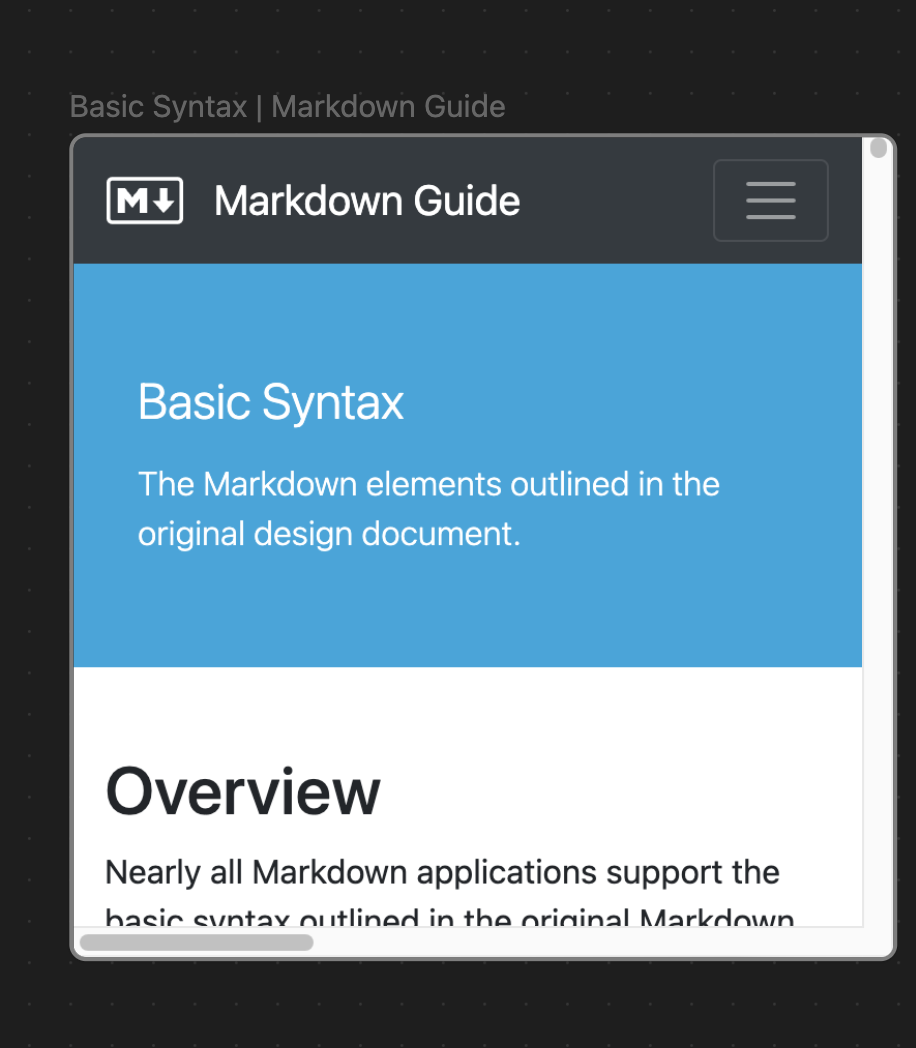 Basic Syntax | Markdown Guide
M Markdown Guide
Basic Syntax
The Markdown elements outlined in the
original design document.
Overview
Nearly all Markdown applications support the
basic syntax outlined in the original Markdown